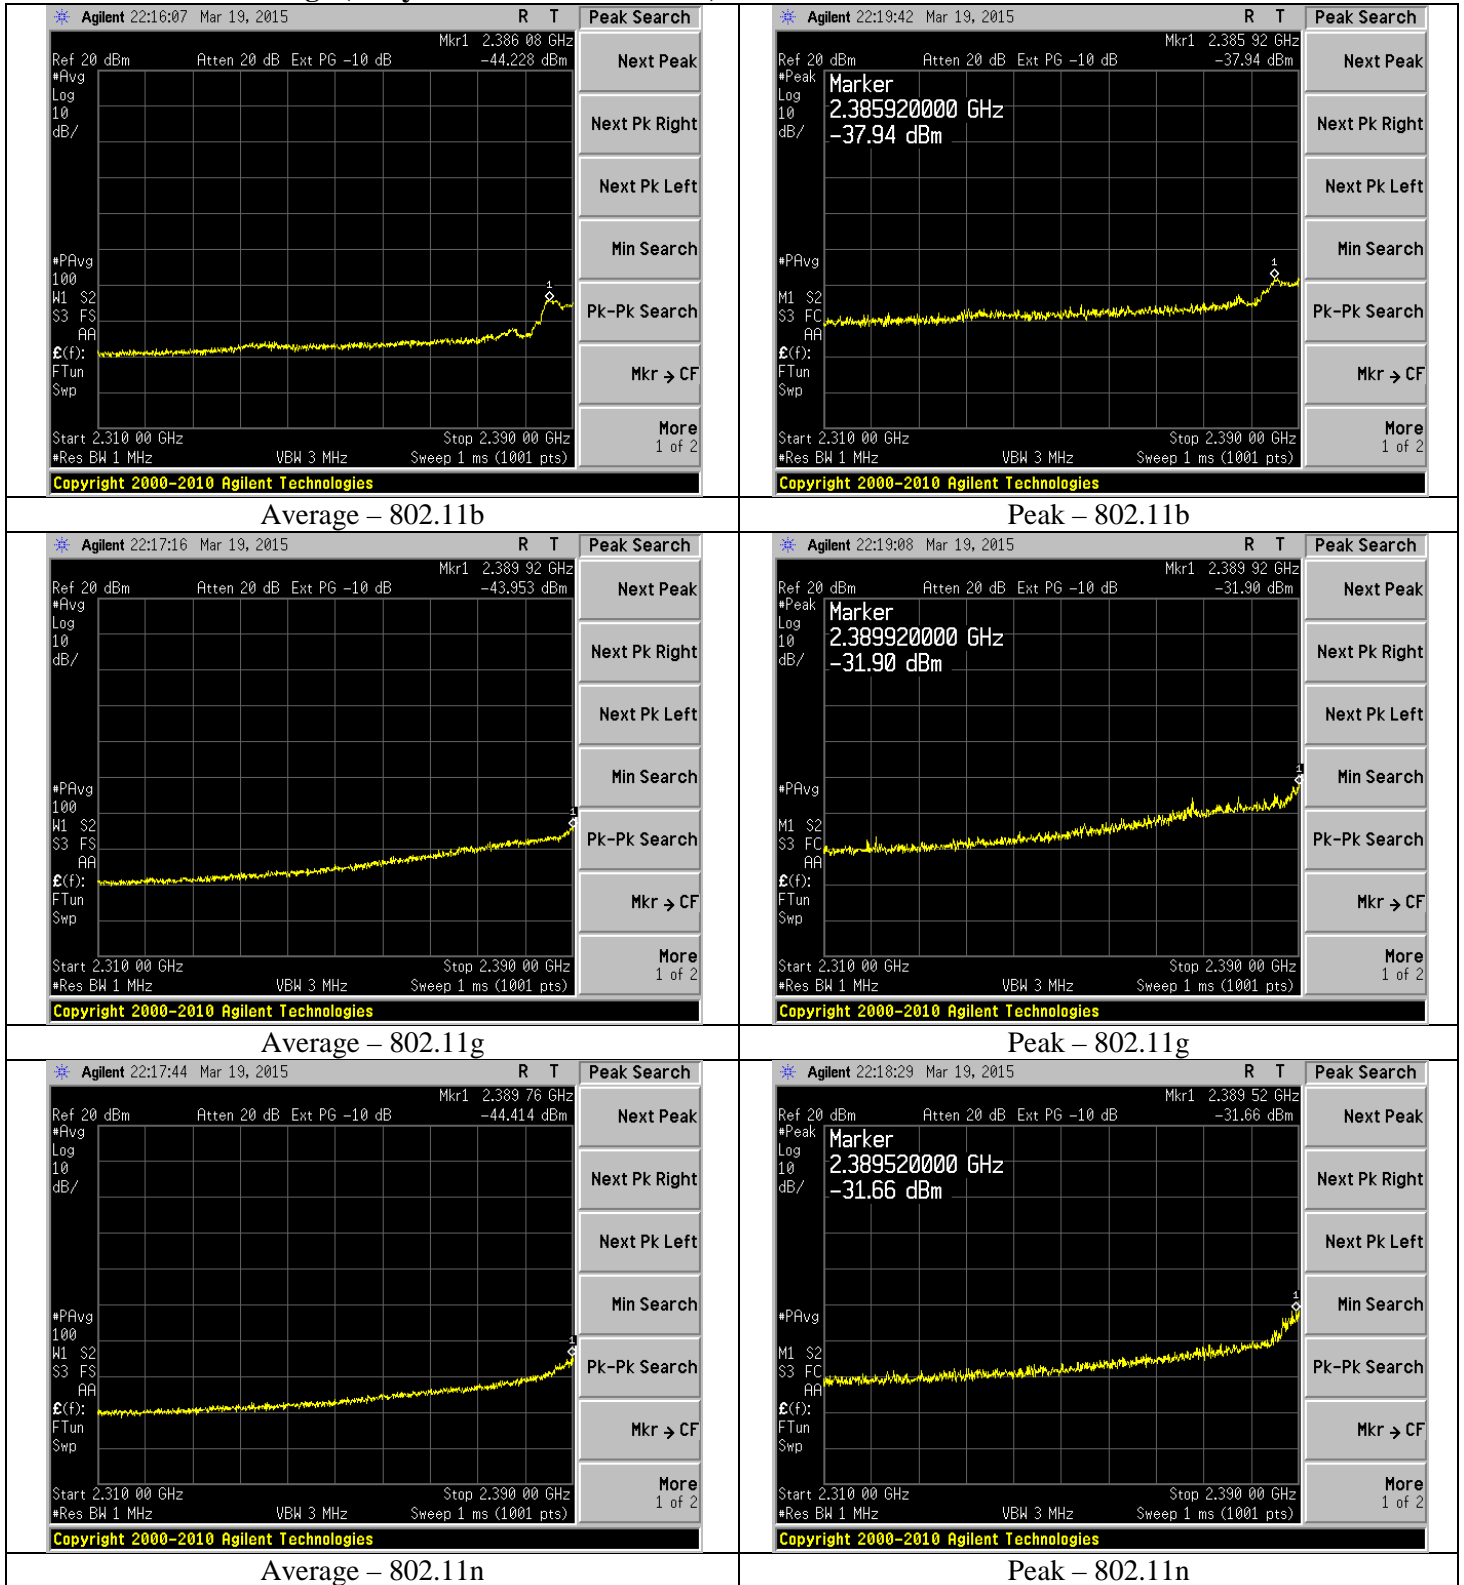 Agilent 22:16:07 Mar 19, 2015 R T Peak Search
Mkr1 2.386 08 GHz
Ref 20 dBm Atten 20 dB Ext PG -10 dB -44.228 dBm
#Avg
Log
10
dB/
#PAvg
100
W1 S2
S3 FS
AA
£(f):
FTun
Swp
1
Start 2.310 00 GHz Stop 2.390 00 GHz
#Res BW 1 MHz VBW 3 MHz Sweep 1 ms (1001 pts)
Copyright 2000-2010 Agilent Technologies
Next Peak
Next Pk Right
Next Pk Left
Min Search
Pk-Pk Search
Mkr → CF
More
1 of 2
Average – 802.11b
Agilent 22:19:42 Mar 19, 2015 R T Peak Search
Mkr1 2.385 92 GHz
Ref 20 dBm Atten 20 dB Ext PG -10 dB -37.94 dBm
#Peak
Log
10
dB/
Marker
2.385920000 GHz
-37.94 dBm
#PAvg
M1 S2
S3 FC
AA
£(f):
FTun
Swp
1
Start 2.310 00 GHz Stop 2.390 00 GHz
#Res BW 1 MHz VBW 3 MHz Sweep 1 ms (1001 pts)
Copyright 2000-2010 Agilent Technologies
Next Peak
Next Pk Right
Next Pk Left
Min Search
Pk-Pk Search
Mkr → CF
More
1 of 2
Peak – 802.11b
Agilent 22:17:16 Mar 19, 2015 R T Peak Search
Mkr1 2.389 92 GHz
Ref 20 dBm Atten 20 dB Ext PG -10 dB -43.953 dBm
#Avg
Log
10
dB/
#PAvg
100
W1 S2
S3 FS
AA
£(f):
FTun
Swp
1
Start 2.310 00 GHz Stop 2.390 00 GHz
#Res BW 1 MHz VBW 3 MHz Sweep 1 ms (1001 pts)
Copyright 2000-2010 Agilent Technologies
Next Peak
Next Pk Right
Next Pk Left
Min Search
Pk-Pk Search
Mkr → CF
More
1 of 2
Average – 802.11g
Agilent 22:19:08 Mar 19, 2015 R T Peak Search
Mkr1 2.389 92 GHz
Ref 20 dBm Atten 20 dB Ext PG -10 dB -31.90 dBm
#Peak
Log
10
dB/
Marker
2.389920000 GHz
-31.90 dBm
#PAvg
M1 S2
S3 FC
AA
£(f):
FTun
Swp
1
Start 2.310 00 GHz Stop 2.390 00 GHz
#Res BW 1 MHz VBW 3 MHz Sweep 1 ms (1001 pts)
Copyright 2000-2010 Agilent Technologies
Next Peak
Next Pk Right
Next Pk Left
Min Search
Pk-Pk Search
Mkr → CF
More
1 of 2
Peak – 802.11g
Agilent 22:17:44 Mar 19, 2015 R T Peak Search
Mkr1 2.389 76 GHz
Ref 20 dBm Atten 20 dB Ext PG -10 dB -44.414 dBm
#Avg
Log
10
dB/
#PAvg
100
W1 S2
S3 FS
AA
£(f):
FTun
Swp
1
Start 2.310 00 GHz Stop 2.390 00 GHz
#Res BW 1 MHz VBW 3 MHz Sweep 1 ms (1001 pts)
Copyright 2000-2010 Agilent Technologies
Next Peak
Next Pk Right
Next Pk Left
Min Search
Pk-Pk Search
Mkr → CF
More
1 of 2
Average – 802.11n
Agilent 22:18:29 Mar 19, 2015 R T Peak Search
Mkr1 2.389 52 GHz
Ref 20 dBm Atten 20 dB Ext PG -10 dB -31.66 dBm
#Peak
Log
10
dB/
Marker
2.389520000 GHz
-31.66 dBm
#PAvg
M1 S2
S3 FC
AA
£(f):
FTun
Swp
1
Start 2.310 00 GHz Stop 2.390 00 GHz
#Res BW 1 MHz VBW 3 MHz Sweep 1 ms (1001 pts)
Copyright 2000-2010 Agilent Technologies
Next Peak
Next Pk Right
Next Pk Left
Min Search
Pk-Pk Search
Mkr → CF
More
1 of 2
Peak – 802.11n